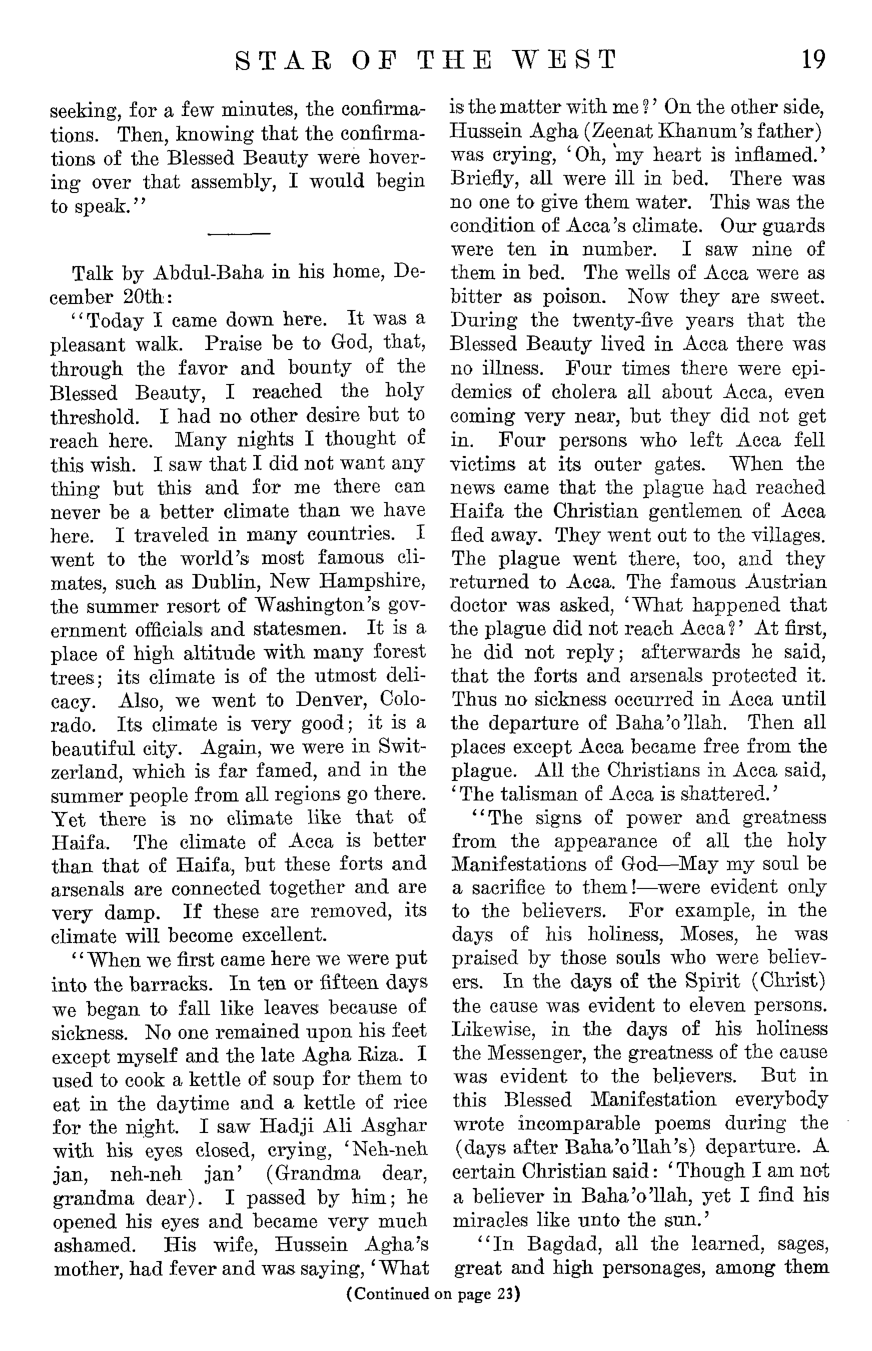 STAR OF THE WEST 19
seeking, for a few minutes, the confirma-
tions. Then, knowing that the confirma-
tions of the Blessed Beauty were hover-
ing over that assembly, I would begin
to speak.''
Talk by Abdul-Baha in his home, De-
cember 20th:
''Today I came down here. It was a
pleasant walk. Praise be to God, that,
through the favor and bounty of the
Blessed Beauty, I reached the holy
threshold. I had no other desire but to
reach here. Many nights I thought of
this wish. I saw that I did not want any
thing but this and for me there can
never be a better climate than we have
here. I traveled in many countries. I
went to the world's most famous cli-
mates, such as Dublin, New Hampshire,
the summer resort of Washington's gov-
ernment officials and statesmen. It is a
place of high altitude with many forest
trees; its climate is of the utmost deli-
cacy. Also, we went to Denver, Colo-
rado. Its climate is very good; it is a
beautiful city. Again, we were in Swit-
zerland, which is far famed, and in the
summer people from all regions go there.
Yet there is no climate like that of
Haifa. The climate of Acca is better
than that of Haifa, but these forts and
arsenals are connected together and are
very damp. If these are removed, its
climate will become excellent.
''When we first came here we were put
into the barracks. In ten or fifteen days
we began to fall like leaves because of
sickness. No one remained upon his feet
except myself and the late Agha Riza. I
used to cook a kettle of soup for them to
eat in the daytime and a kettle of rice
for the night. I saw Hadji Ali Asghar
with his eyes closed, crying, 'Neh-neh
jan, neh-neh jan' (Grandma dear,
grandma dear). I passed by him; he
opened his eyes and became very much
ashamed. His wife, Hussein Agha's
mother, had fever and was saying, 'What
is the matter with me?' On the other side,
Hussein Agha (Zeenat Khanum's father)
was crying, 'Oh, my heart is inflamed.'
Briefly, all were ill in bed. There was
no one to give them water. This was the
condition of Acca's climate. Our guards
were ten in number. I saw nine of
them in bed. The wells of Acca were as
bitter as poison. Now they are sweet.
During the twenty-five years that the
Blessed Beauty lived in Acca there was
no illness. Four times there were epi-
demics of cholera all about Acca, even
coming very near, but they did not get
in. Four persons who left Acca fell
victims at its outer gates. When the
news came that the plague had reached
Haifa the Christian gentlemen of Acca
fled away. They went out to the villages.
The plague went there, too, and they
returned to Acca. The famous Austrian
doctor was asked, 'What happened that
the plague did not reach Acca?' At first,
he did not reply; afterwards he said,
that the forts and arsenals protected it.
Thus no sickness occurred in Acca until
the departure of Baha'o'llah. Then all
places except Acca became free from the
plague. All the Christians in Acca said,
'The talisman of Acca is shattered.'
''The signs of power and greatness
from the appearance of all the holy
Manifestations of God—May my soul be
a sacrifice to them!—were evident only
to the believers. For example, in the
days of his holiness, Moses, he was
praised by those souls who were believ-
ers. In the days of the Spirit (Christ)
the cause was evident to eleven persons.
Likewise, in the days of his holiness
the Messenger, the greatness of the cause
was evident to the believers. But in
this Blessed Manifestation everybody
wrote incomparable poems during the
(days after Baha'o'llah's) departure. A
certain Christian said: 'Though I am not
a believer in Baha'o'llah, yet I find his
miracles like unto the sun.'
''In Bagdad, all the learned, sages,
great and high personages, among them
(Continued on page 23)